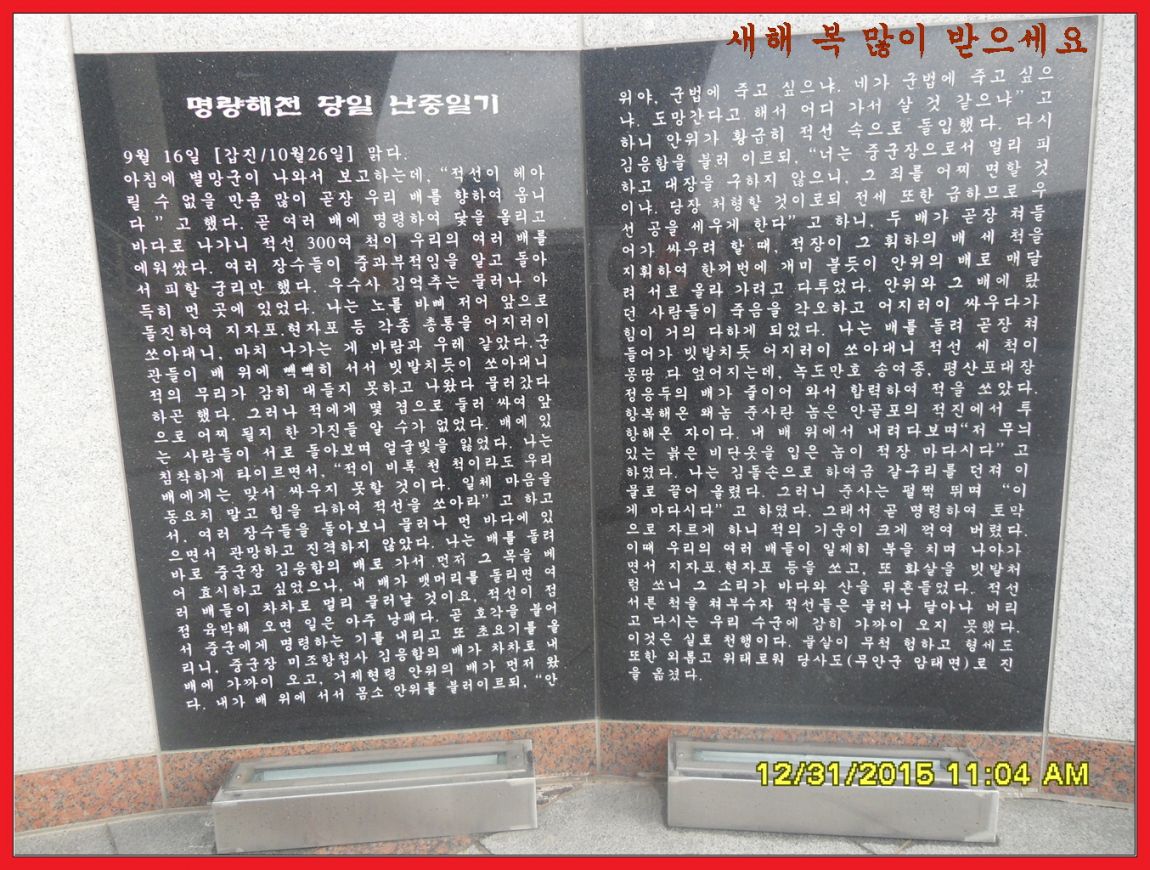 새해 복 많이 받으세요
명량해전 당일 난중일기
9월 16일 [갑진/10월26일] 맑다.
아침에 별망군이 나와서 보고하는데, "적선이 헤아
릴 수 없을 만큼 많이 곧장 우리 배를 향하여 옵니
다" 고 했다. 곧 여러 배에 명령하여 닻을 올리고
바다로 나가니 적선 300여 척이 우리의 여러 배를
에워쌌다. 여러 장수들이 중과부적임을 알고 돌아
서 피할 궁리만 했다. 우수사 김억추는 물러나 아
득히 먼 곳에 있었다. 나는 노를 바삐 저어 앞으로
돌진하여 지자포.현자포 등 각종 총통을 어지러이
쏘아대니, 마치 나가는 게 바람과 우레 같았다.군
관들이 배 위에 빽빽히 서서 빗발치듯이 쏘아대니
적의 무리가 감히 대들지 못하고 나왔다 물러갔다
하곤 했다. 그러나 적에게 몇 겹으로 둘러 싸여 앞
으로 어찌 될지 한 가진들 알 수가 없었다. 배에 있
는 사람들이 서로 돌아보며 얼굴빛을 잃었다. 나는
침착하게 타이르면서, "적이 비록 천 척이라도 우리
배에게는 맞서 싸우지 못할 것이다. 일체 마음을
동요치 말고 힘을 다하여 적선을 쏘아라" 고 하고
서, 여러 장수들을 돌아보니 물러나 먼 바다에 있
으면서 관망하고 진격하지 않았다. 나는 배를 돌려
바로 중군장 김응함의 배로 가서 먼저 그 목을 베
어 효시하고 싶었으나, 내 배가 뱃머리를 돌리면 여
러 배들이 차차로 멀리 물러날 것이요, 적선이 점
점 육박해 오면 일은 아주 낭패다. 곧 호각을 불어
서 중군에게 명령하는 기를 내리고 또 초요기를 올
리니, 중군장 미조항첨사 김응함의 배가 차차로 내
배에 가까이 오고, 거제현령 안위의 배가 먼저 왔
다. 내가 배 위에 서서 몸소 안위를 불러이르되, "안
위야, 군법에 죽고 싶으냐. 네가 군법에 죽고 싶으
냐. 도망간다고 해서 어디 가서 살 것 같으냐" 고
하니 안위가 황급히 적선 속으로 돌입했다. 다시
김응함을 불러 이르되, "너는 중군장으로서 멀리 피
하고 대장을 구하지 않으니, 그 죄를 어찌 면할 것
이냐. 당장 처형할 것이로되 전세 또한 급하므로 우
선 공을 세우게 한다" 고 하니, 두 배가 곧장 쳐들
어가 싸우려 할 때, 적장이 그 휘하의 배 세 척을
지휘하여 한꺼번에 개미 붙듯이 안위의 배로 매달
려 서로 올라 가려고 다투었다. 안위와 그 배에 탔
던 사람들이 죽음을 각오하고 어지러이 싸우다가
힘이 거의 다하게 되었다. 나는 배를 돌려 곧장 쳐
들어가 빗발치듯 어지러이 쏘아대니 적선 세 척이
몽땅 다 엎어지는데, 녹도만호 송여종, 평산포대장
정응두의 배가 줄이어 와서 합력하여 적을 쏘았다.
항복해온 왜놈 준사란 놈은 안골포의 적진에서 투
항해온 자이다. 내 배 위에서 내려다보며"저 무늬
있는 붉은 비단옷을 입은 놈이 적장 마다시다" 고
하였다. 나는 김돌손으로 하여금 갈구리를 던져 이
물로 끌어 올렸다. 그러니 준사는 펄쩍 뛰며 "이
게 마다시다" 고 하였다. 그래서 곧 명령하여 토막
으로 자르게 하니 적의 기운이 크게 꺾여 버렸다.
이때 우리의 여러 배들이 일제히 북을 치며 나아가
면서 지자포.현자포 등을 쏘고, 또 화살을 빗발처
럼 쏘니 그 소리가 바다와 산을 뒤흔들었다. 적선
서른 척을 쳐부수자 적선들은 물러나 달아나 버리
고 다시는 우리 수군에 감히 가까이 오지 못했다.
이것은 실로 천행이다. 물살이 무척 험하고 형세도
또한 외롭고 위태로워 당사도(무안군 암태면)로 진
을 옮겼다.
12/31/2015 11:04 AM